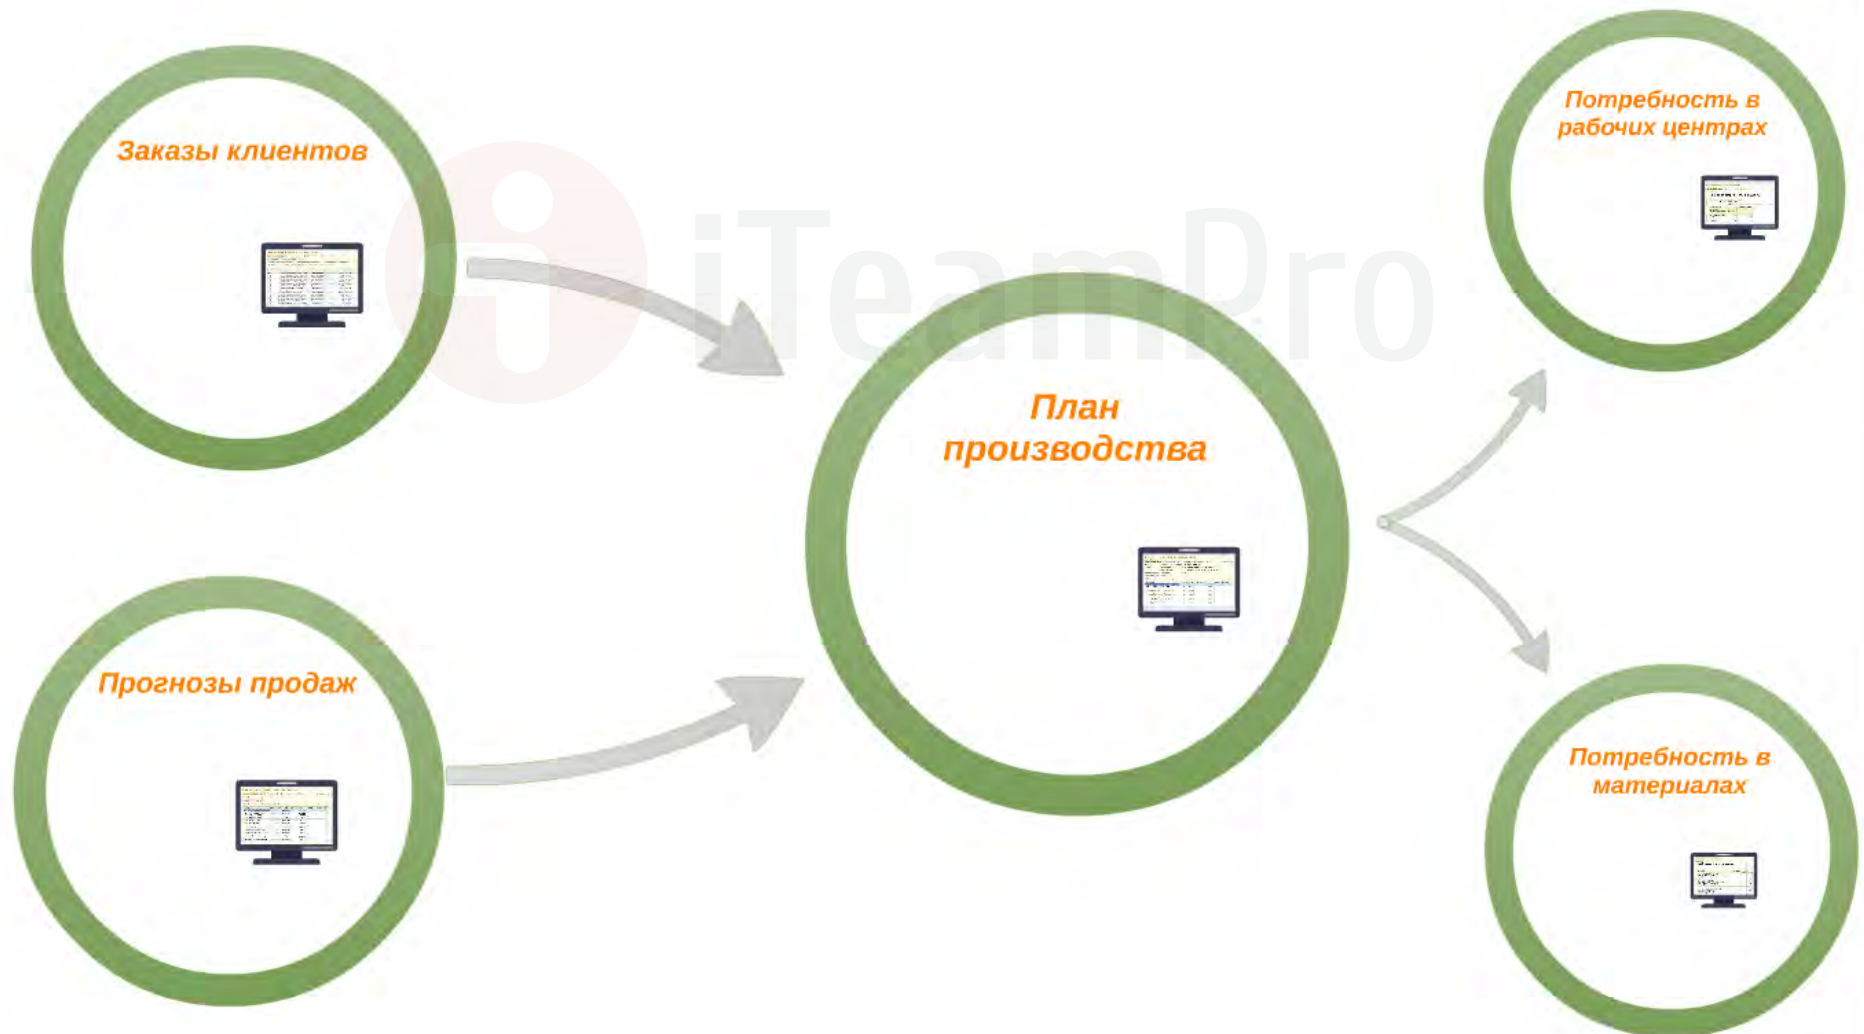 Заказы клиентов
iTeamPro
Потребность в
рабочих центрах
План
производства
Прогнозы продаж
Потребность в
материалах